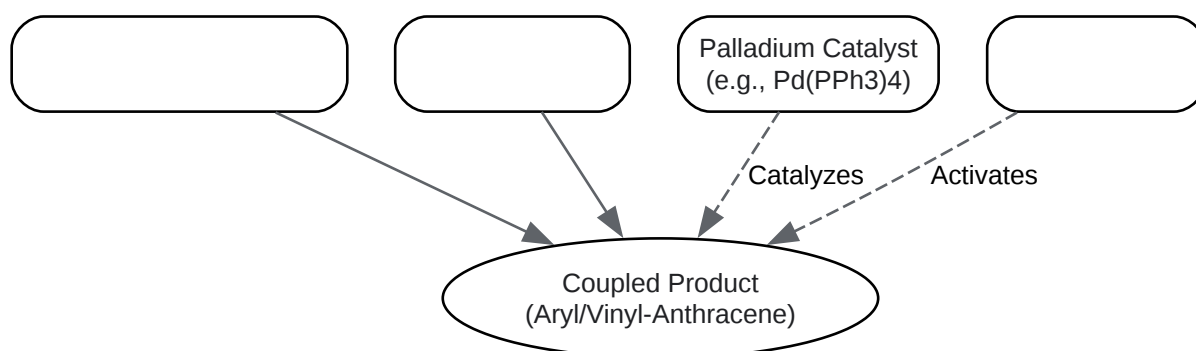 Palladium Catalyst
(e.g., Pd(PPh3)4)
Catalyzes
Activates
Coupled Product
(Aryl/Vinyl-Anthracene)